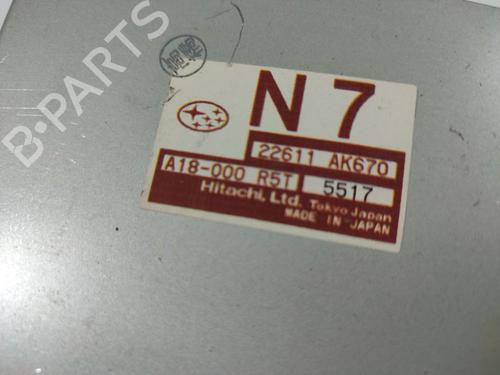 B-PARTS
N 7
22611 AK670
A18-000 R5T 5517
Hitachi, Ltd. Tokyo Japan
MADE IN JAPAN